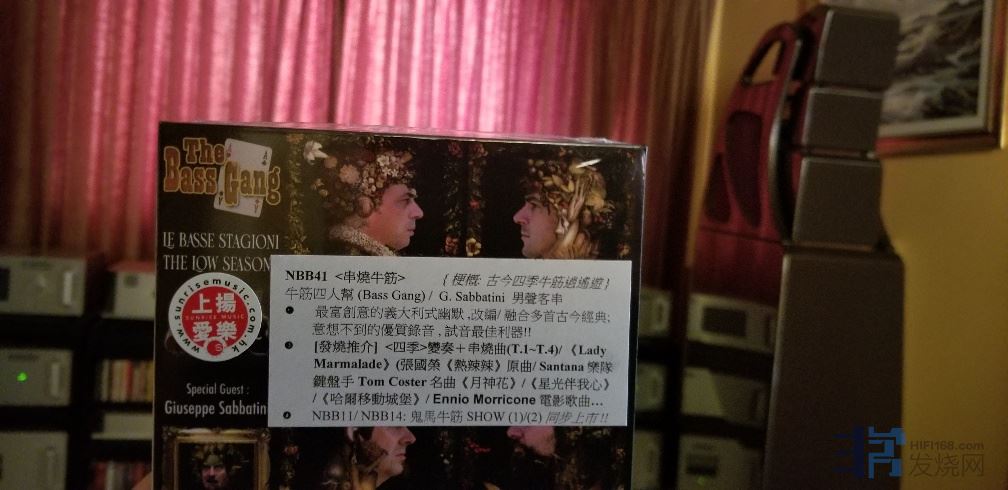 The
Bass Gang
LE BASSE STAGIONI
THE LOW SEASON
上揚
SUNRISE MUSIC
愛樂
www.sunrisemusic.com.hk
Special Guest :
Giuseppe Sabbatin
NBB41 <串燒牛筋> { 梗概: 古今四季牛筋逍遙遊 }
牛筋四人幫 (Bass Gang) / G. Sabbatini 男聲客串
最富創意的義大利式幽默 , 改編/ 融合多首古今經典;
意想不到的優質錄音 , 試音最佳利器!!
[發燒推介] <四季>變奏＋串燒曲(T.1~T.4)/ 《Lady
Marmalade》(張國榮《熱辣辣》原曲/ Santana 樂隊
鍵盤手 Tom Coster 名曲《月神花》/《星光伴我心》
/《哈爾移動城堡》/ Ennio Morricone 電影歌曲...
NBB11/ NBB14: 鬼馬牛筋 SHOW (1)/(2) 同步上市 !!
HIFI168.com
发烧网